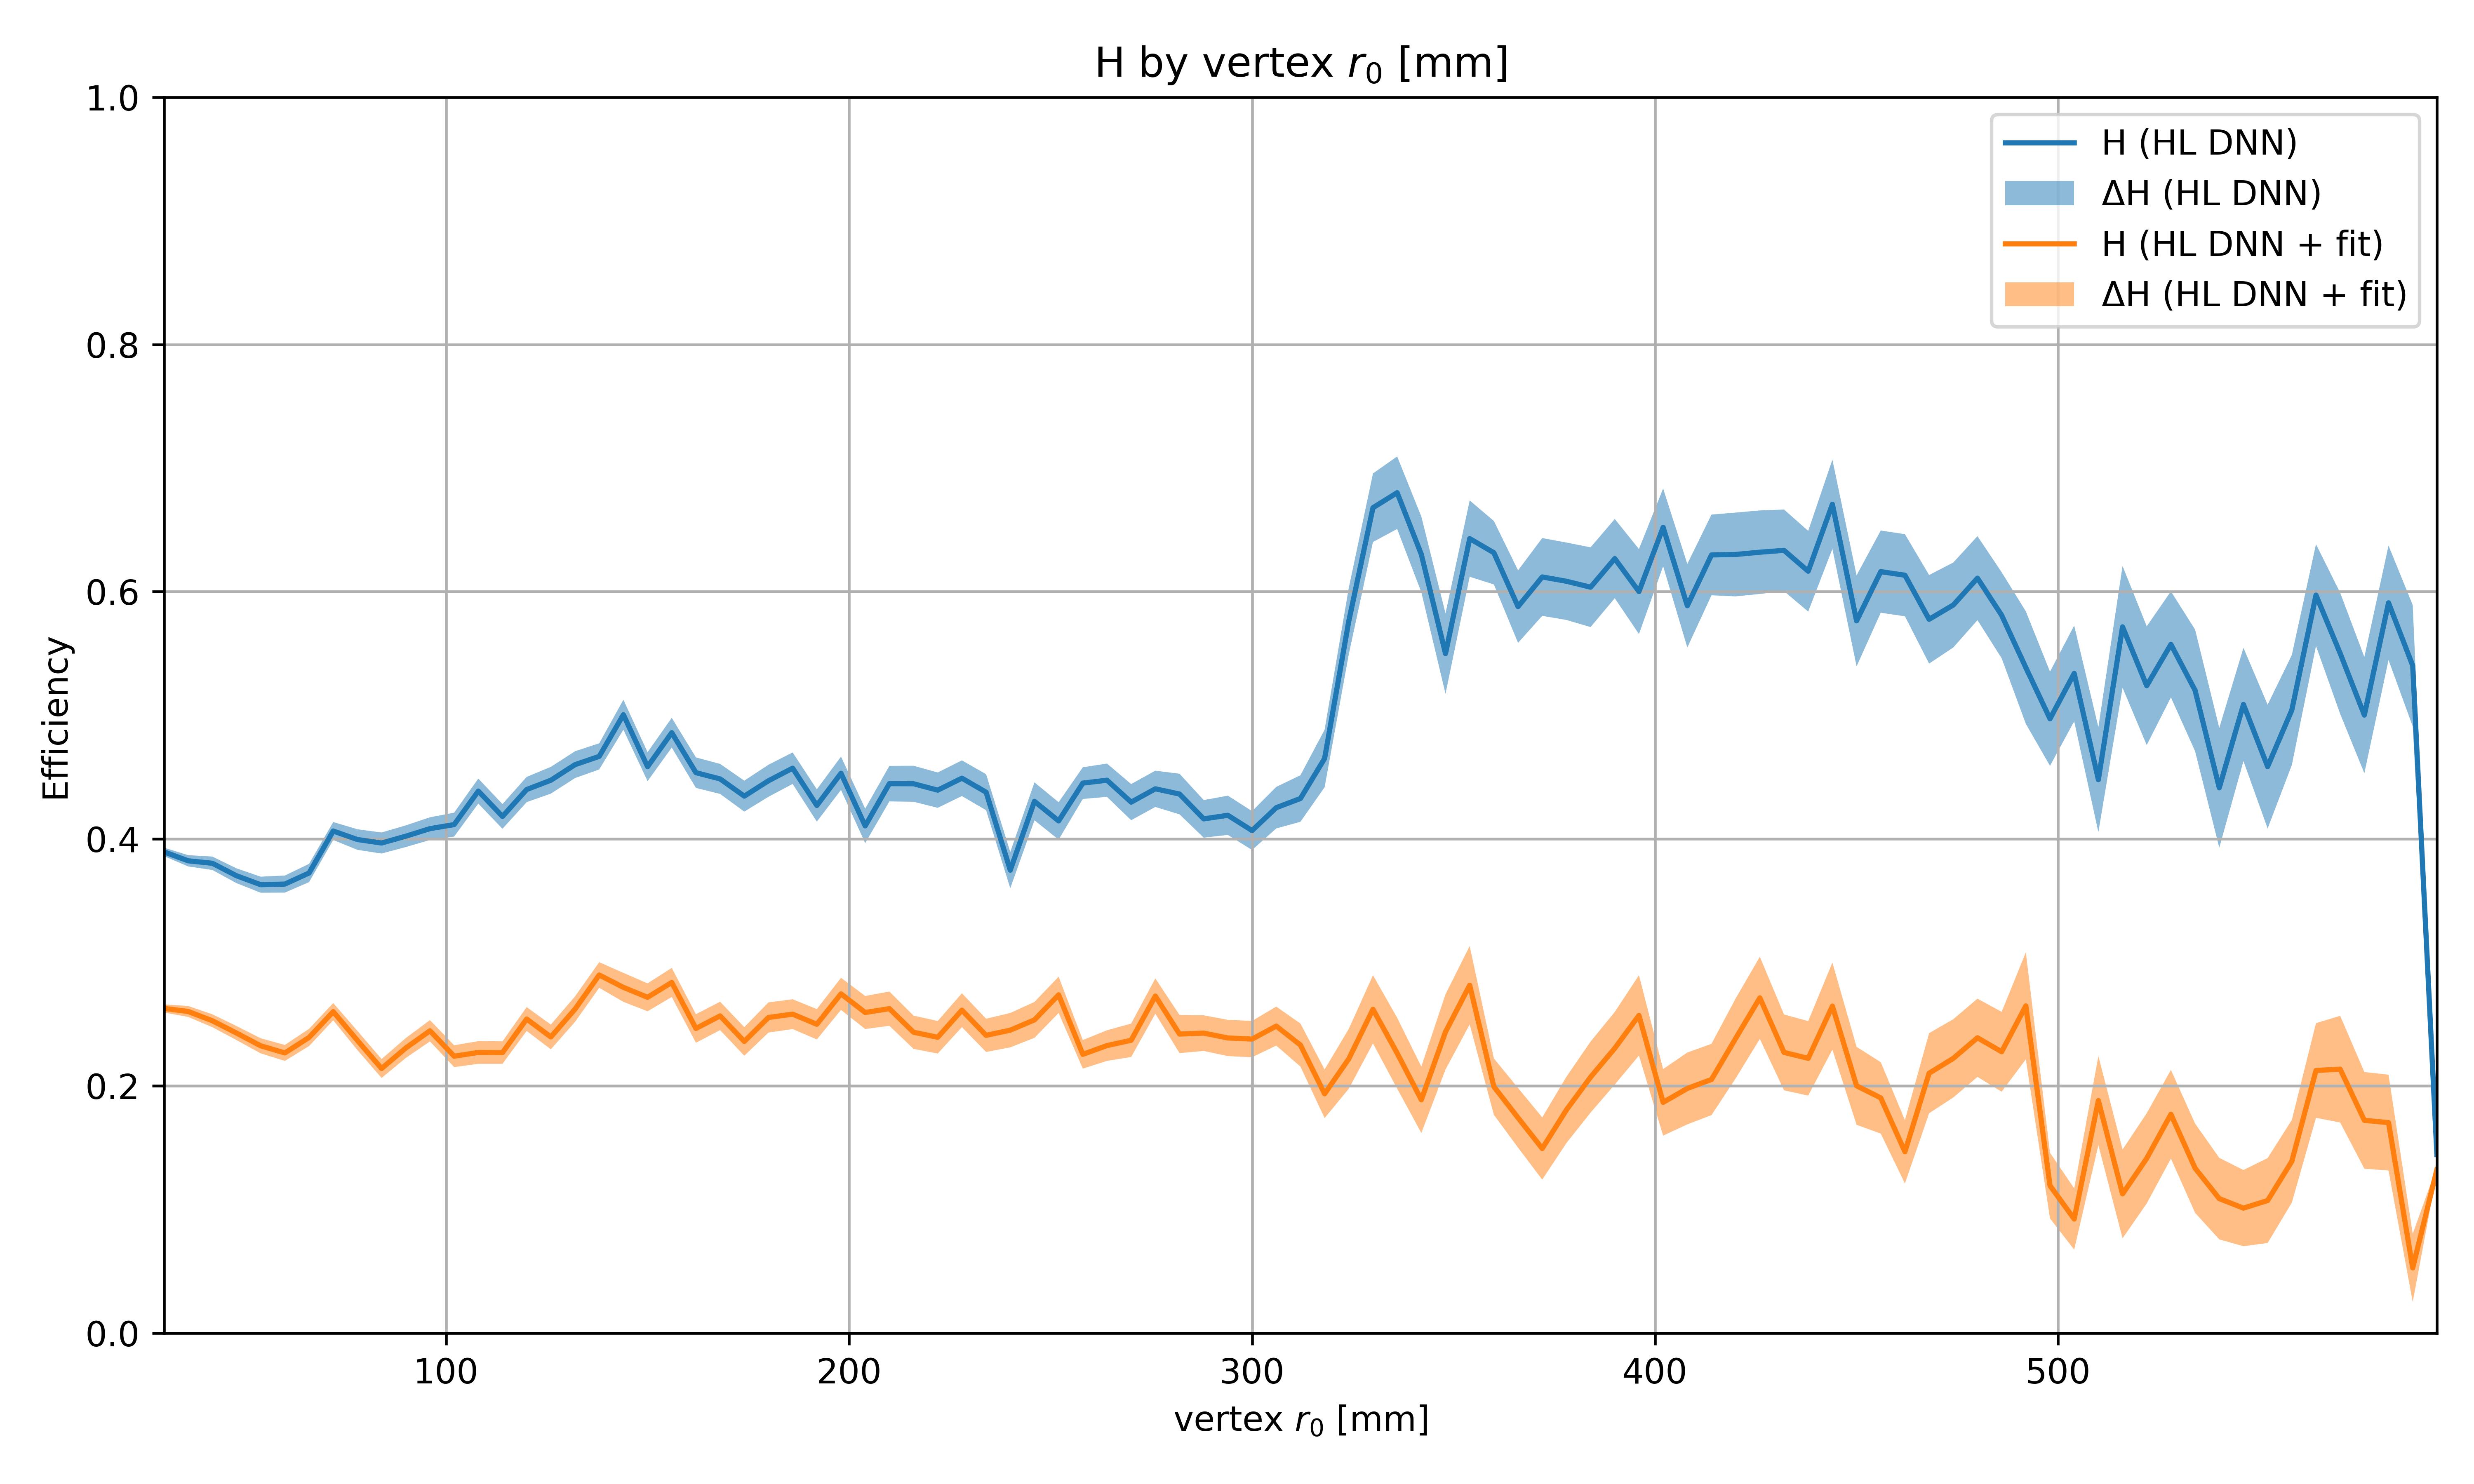 H by vertex r₀ [mm]
Efficiency
1.0
0.8
0.6
0.4
0.2
0.0
100 200 300 400 500
vertex r₀ [mm]
H (HL DNN)
ΔH (HL DNN)
H (HL DNN + fit)
ΔH (HL DNN + fit)